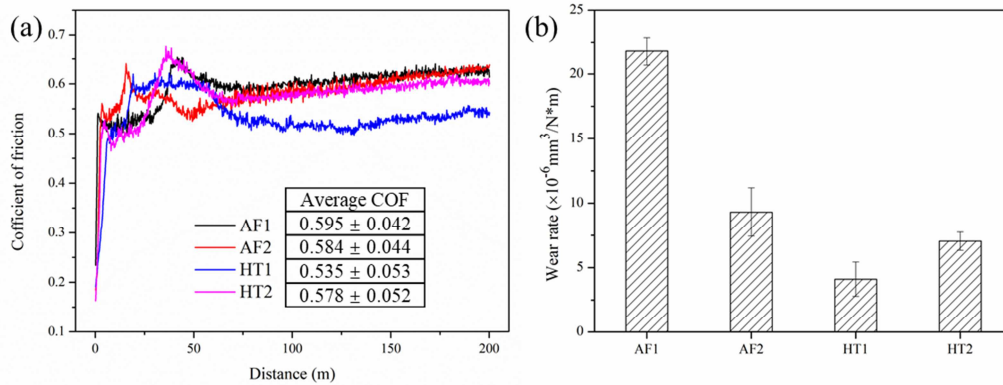 (a)
0.7
0.6
0.5
0.4
0.3
0.2
0.1
Cofficient of friction
0
50
100
150
200
Distance (m)
AF1
AF2
HT1
HT2
Average COF
0.595 ± 0.042
0.584 ± 0.044
0.535 ± 0.053
0.578 ± 0.052
(b)
25
20
15
10
5
0
Wear rate (×10⁻⁶mm³/N*m)
AF1
AF2
HT1
HT2